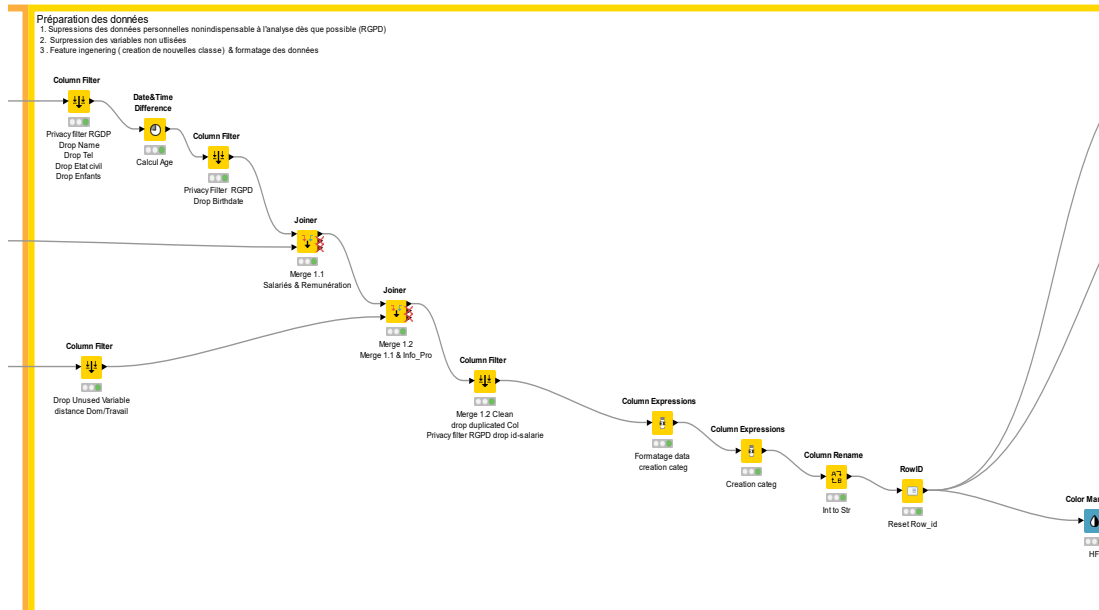 Préparation des données
1. Supressions des données personnelles nonindispensable à l'analyse dès que possible (RGPD)
2. Surpression des variables non utlisées
3 . Feature ingenering ( creation de nouvelles classe) & formatage des données
Column Filter
Privacy filter RGDP
Drop Name
Drop Tel
Drop Etat civil
Drop Enfants
Date&Time
Difference
Calcul Age
Column Filter
Privacy Filter RGPD
Drop Birthdate
Joiner
Merge 1.1
Salariés & Remunération
Joiner
Merge 1.2
Merge 1.1 & Info_Pro
Column Filter
Drop Unused Variable
distance Dom/Travail
Column Filter
Merge 1.2 Clean
drop duplicated Col
Privacy filter RGPD drop id-salarie
Column Expressions
Formatage data
creation categ
Column Expressions
Creation categ
Column Rename
Int to Str
RowID
Reset Row_id
Color Mar
HF